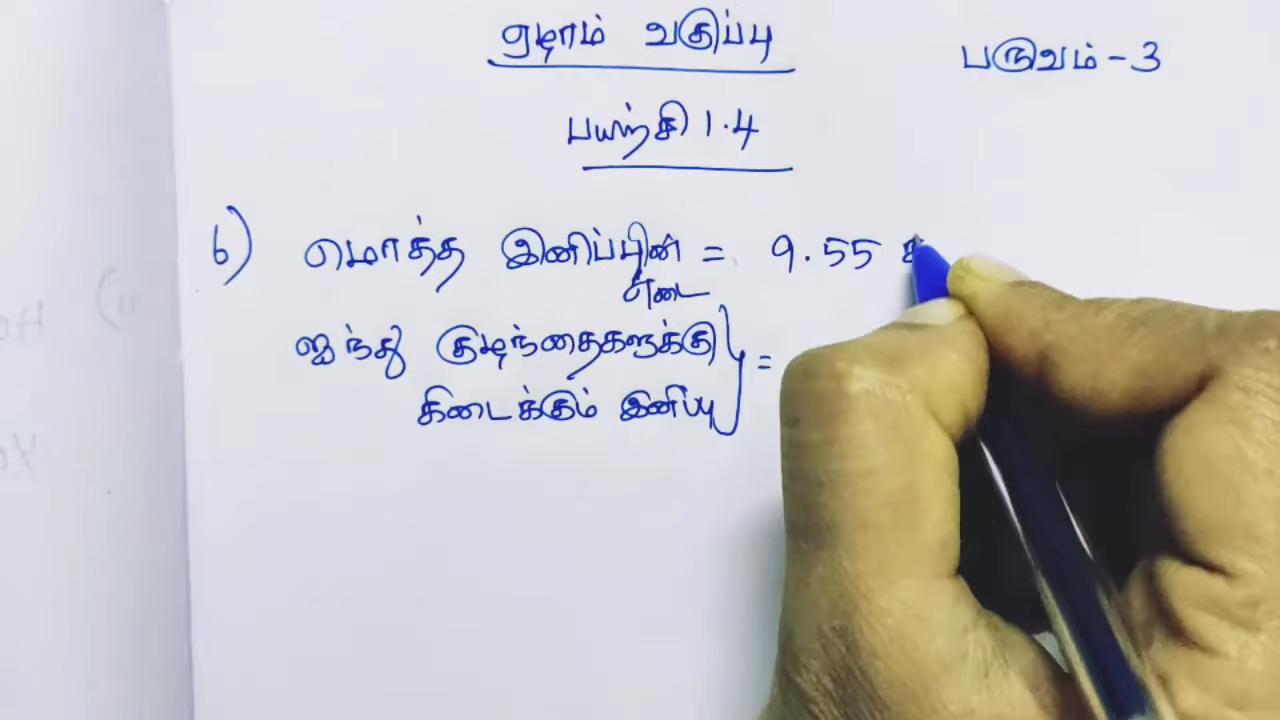 ஏழாம் வகுப்பு
பருவம் - 3
பயிற்சி 1.4
6) மொத்த இனிப்பின் = 9.55
எடை
ஐந்து குழந்தைகளுக்கு
கிடைக்கும் இனிப்பு =